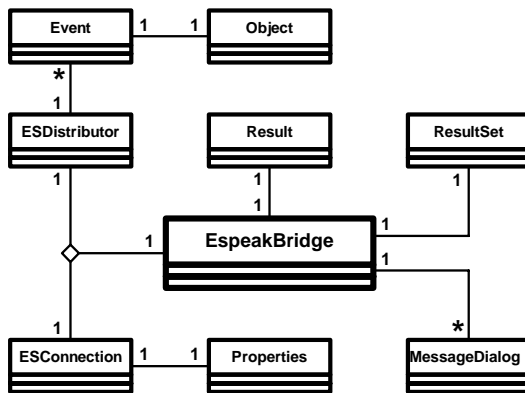 Event 1 1 Object
*
1
ESDistributor Result ResultSet
1 1 1
1
1 EspeakBridge 1
1
1 *
ESConnection 1 1 Properties MessageDialog